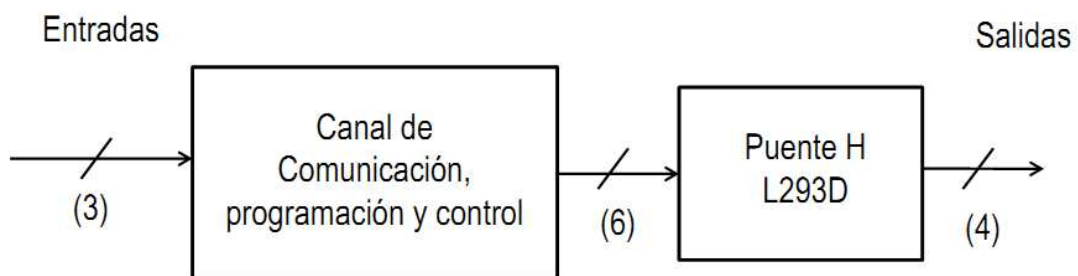 Entradas
Salidas
Canal de
Comunicación,
programación y control
Puente H
L293D
(3)
(6)
(4)